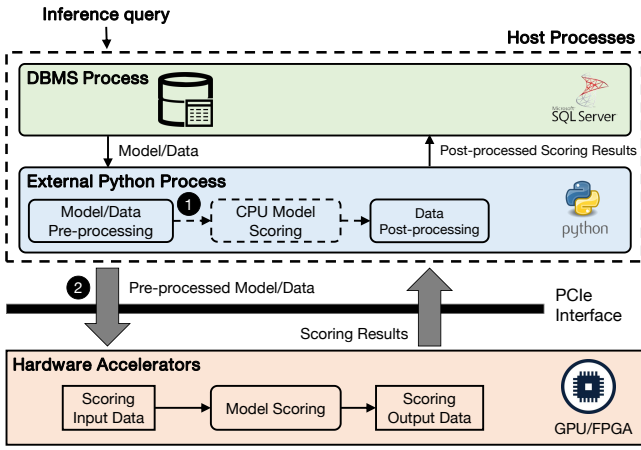 Inference query
Host Processes
DBMS Process
Microsoft
SQL Server
Model/Data
Post-processed Scoring Results
External Python Process
1
Model/Data
Pre-processing
CPU Model
Scoring
Data
Post-processing
python
2
Pre-processed Model/Data
PCIe
Interface
Scoring Results
Hardware Accelerators
Scoring
Input Data
Model Scoring
Scoring
Output Data
GPU/FPGA